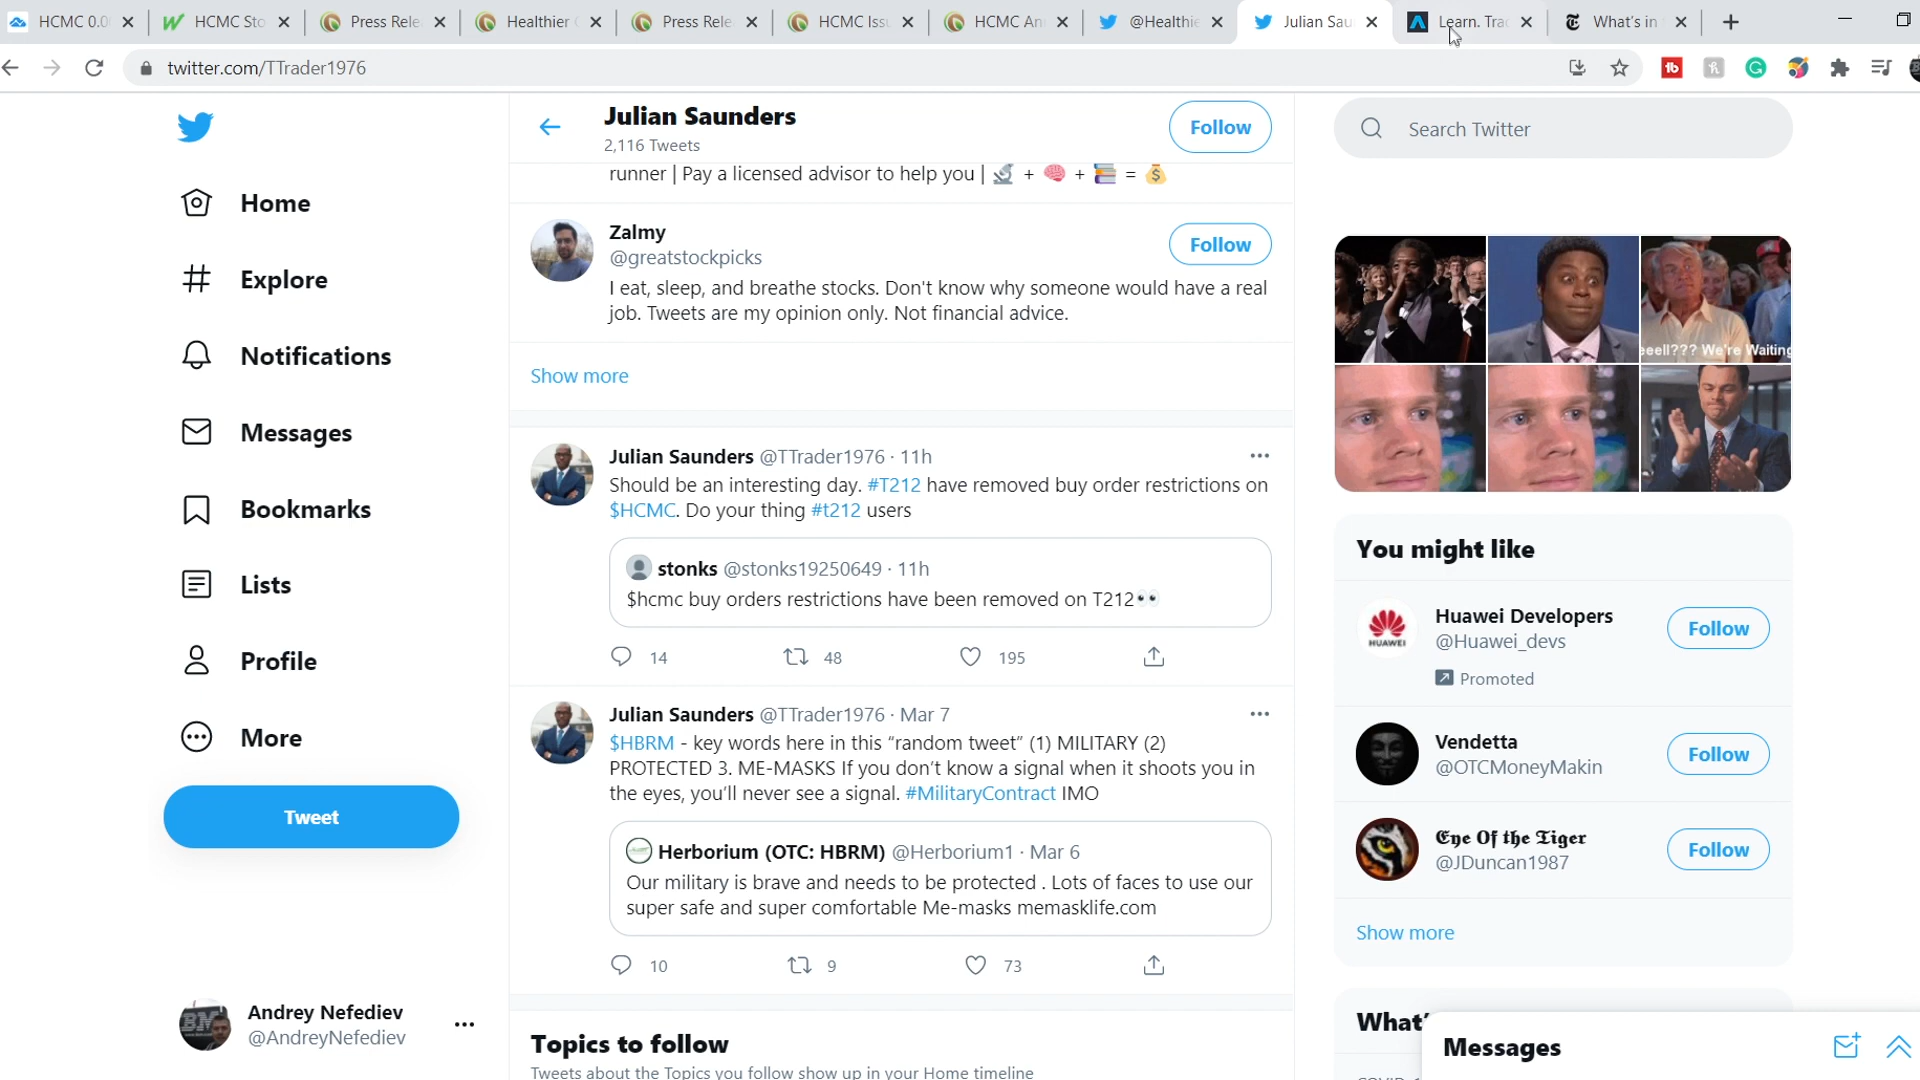 HCMC 0.0
HCMC Sto
Press Rele
Healthier
Press Rele
HCMC Iss
HCMC An
@Healthie
Julian Sau
Learn. Trad
What's in
twitter.com/TTrader1976
Home
Explore
Notifications
Messages
Bookmarks
Lists
Profile
More
Tweet
Andrey Nefediev
@AndreyNefediev
Julian Saunders
2,116 Tweets
Follow
runner | Pay a licensed advisor to help you | 🔬 + 🧠 + 📚 = 💰
Zalmy
@greatstockpicks
Follow
I eat, sleep, and breathe stocks. Don't know why someone would have a real
job. Tweets are my opinion only. Not financial advice.
Show more
Julian Saunders @TTrader1976 · 11h
Should be an interesting day. #T212 have removed buy order restrictions on
$HCMC. Do your thing #t212 users
stonks @stonks19250649 · 11h
$hcmc buy orders restrictions have been removed on T212👀
14 48 195
Julian Saunders @TTrader1976 · Mar 7
$HBRM - key words here in this “random tweet” (1) MILITARY (2)
PROTECTED 3. ME-MASKS If you don’t know a signal when it shoots you in
the eyes, you’ll never see a signal. #MilitaryContract IMO
Herborium (OTC: HBRM) @Herborium1 · Mar 6
Our military is brave and needs to be protected . Lots of faces to use our
super safe and super comfortable Me-masks memasklife.com
10 9 73
Topics to follow
Tweets about the Topics you follow show up in your Home timeline
Search Twitter
eeell??? We're Waiting
You might like
Huawei Developers
@Huawei_devs
Follow
Promoted
HUAWEI
Vendetta
@OTCMoneyMakin
Follow
Eye Of the Tiger
@JDuncan1987
Follow
Show more
What'
Messages